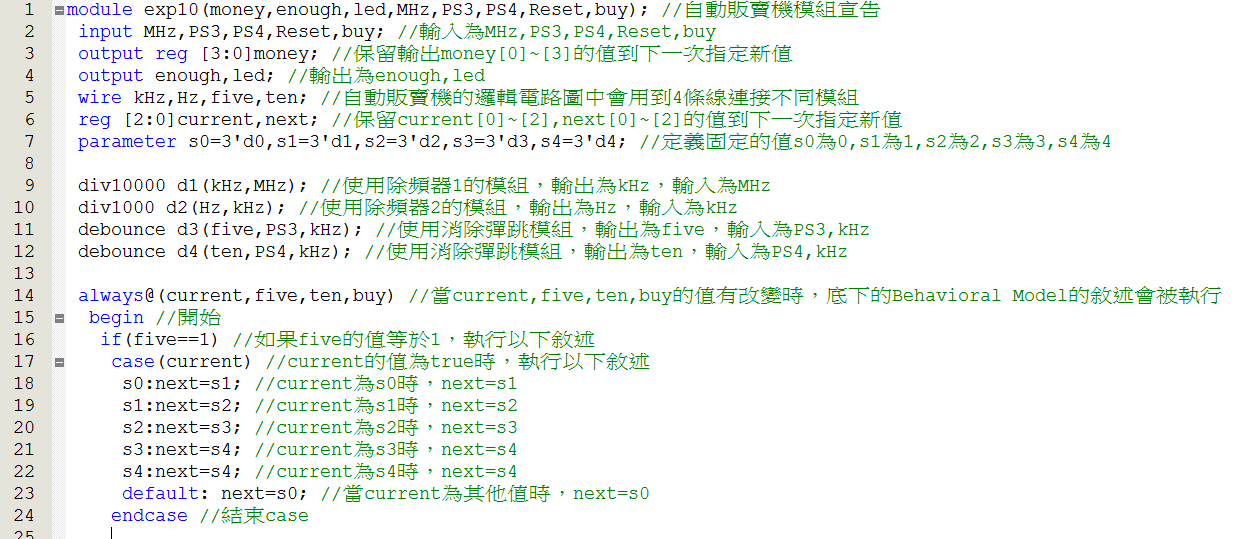 1 module exp10(money,enough,led,MHz,PS3,PS4,Reset,buy); //自動販賣機模組宣告
2 input MHz,PS3,PS4,Reset,buy; //輸入為MHz,PS3,PS4,Reset,buy
3 output reg [3:0]money; //保留輸出money[0]~[3]的值到下一次指定新值
4 output enough,led; //輸出為enough,led
5 wire kHz,Hz,five,ten; //自動販賣機的邏輯電路圖中會用到4條線連接不同模組
6 reg [2:0]current,next; //保留current[0]~[2],next[0]~[2]的值到下一次指定新值
7 parameter s0=3'd0,s1=3'd1,s2=3'd2,s3=3'd3,s4=3'd4; //定義固定的值s0為0,s1為1,s2為2,s3為3,s4為4
8
9 div10000 d1(kHz,MHz); //使用除頻器1的模組，輸出為kHz，輸入為MHz
10 div1000 d2(Hz,kHz); //使用除頻器2的模組，輸出為Hz，輸入為kHz
11 debounce d3(five,PS3,kHz); //使用消除彈跳模組，輸出為five，輸入為PS3,kHz
12 debounce d4(ten,PS4,kHz); //使用消除彈跳模組，輸出為ten，輸入為PS4,kHz
13
14 always@(current,five,ten,buy) //當current,five,ten,buy的值有改變時，底下的Behavioral Model的敘述會被執行
15 begin //開始
16 if(five==1) //如果five的值等於1，執行以下敘述
17 case(current) //current的值為true時，執行以下敘述
18 s0:next=s1; //current為s0時，next=s1
19 s1:next=s2; //current為s1時，next=s2
20 s2:next=s3; //current為s2時，next=s3
21 s3:next=s4; //current為s3時，next=s4
22 s4:next=s4; //current為s4時，next=s4
23 default: next=s0; //當current為其他值時，next=s0
24 endcase //結束case
25